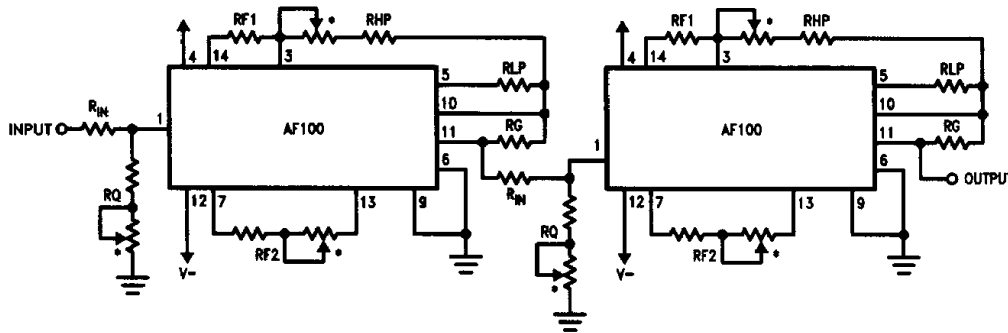 RF1
*
RHP
4
14
3
5
RLP
10
AF100
11
RG
6
INPUT
RIN
1
RQ
*
12
7
13
9
RF2
*
V-
RIN
RF1
*
RHP
4
14
3
5
RLP
10
AF100
11
RG
6
OUTPUT
1
RQ
*
12
7
13
9
RF2
*
V-